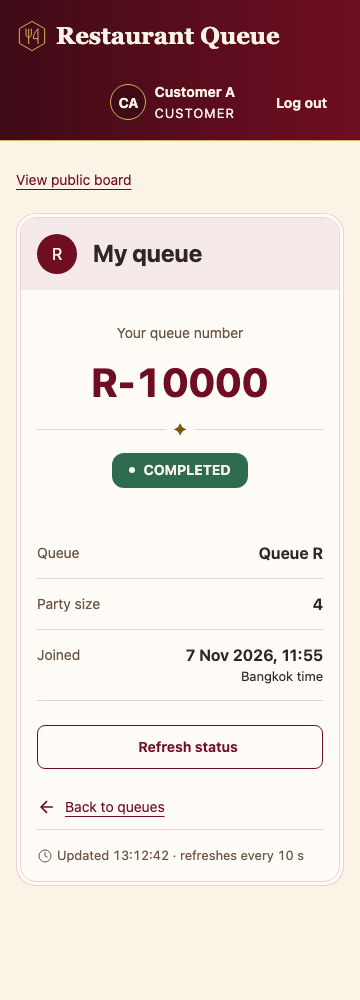 Restaurant Queue
CA
Customer A
CUSTOMER
Log out
View public board
R
My queue
Your queue number
R-10000
COMPLETED
Queue
Queue R
Party size
4
Joined
7 Nov 2026, 11:55
Bangkok time
Refresh status
Back to queues
Updated 13:12:42 · refreshes every 10 s